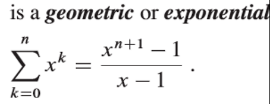 is a geometric or exponential
n
∑ x^k = (x^{n+1} − 1) / (x − 1) .
k=0